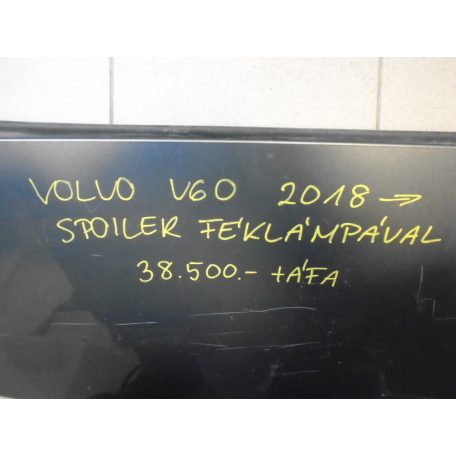 VOLVO V60 2018→
SPOILER FÉKLÁMPÁVAL
38.500.- +ÁFA